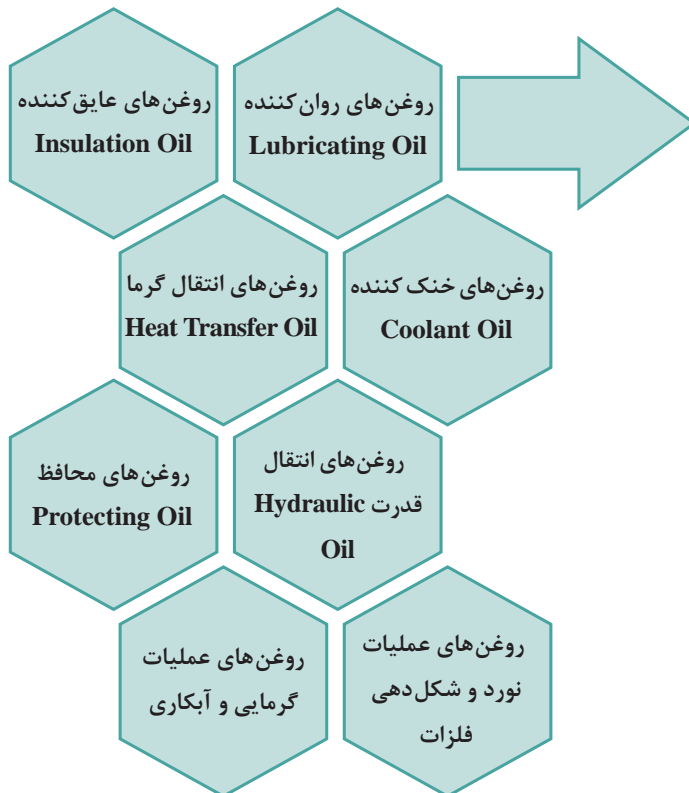 روغن‌های روان‌کننده
Lubricating Oil
روغن‌های عایق‌کننده
Insulation Oil
روغن‌های خنک کننده
Coolant Oil
روغن‌های انتقال گرما
Heat Transfer Oil
روغن‌های انتقال
قدرت Hydraulic
Oil
روغن‌های محافظ
Protecting Oil
روغن‌های عملیات
نورد و شکل‌دهی
فلزات
روغن‌های عملیات
گرمایی و آبکاری